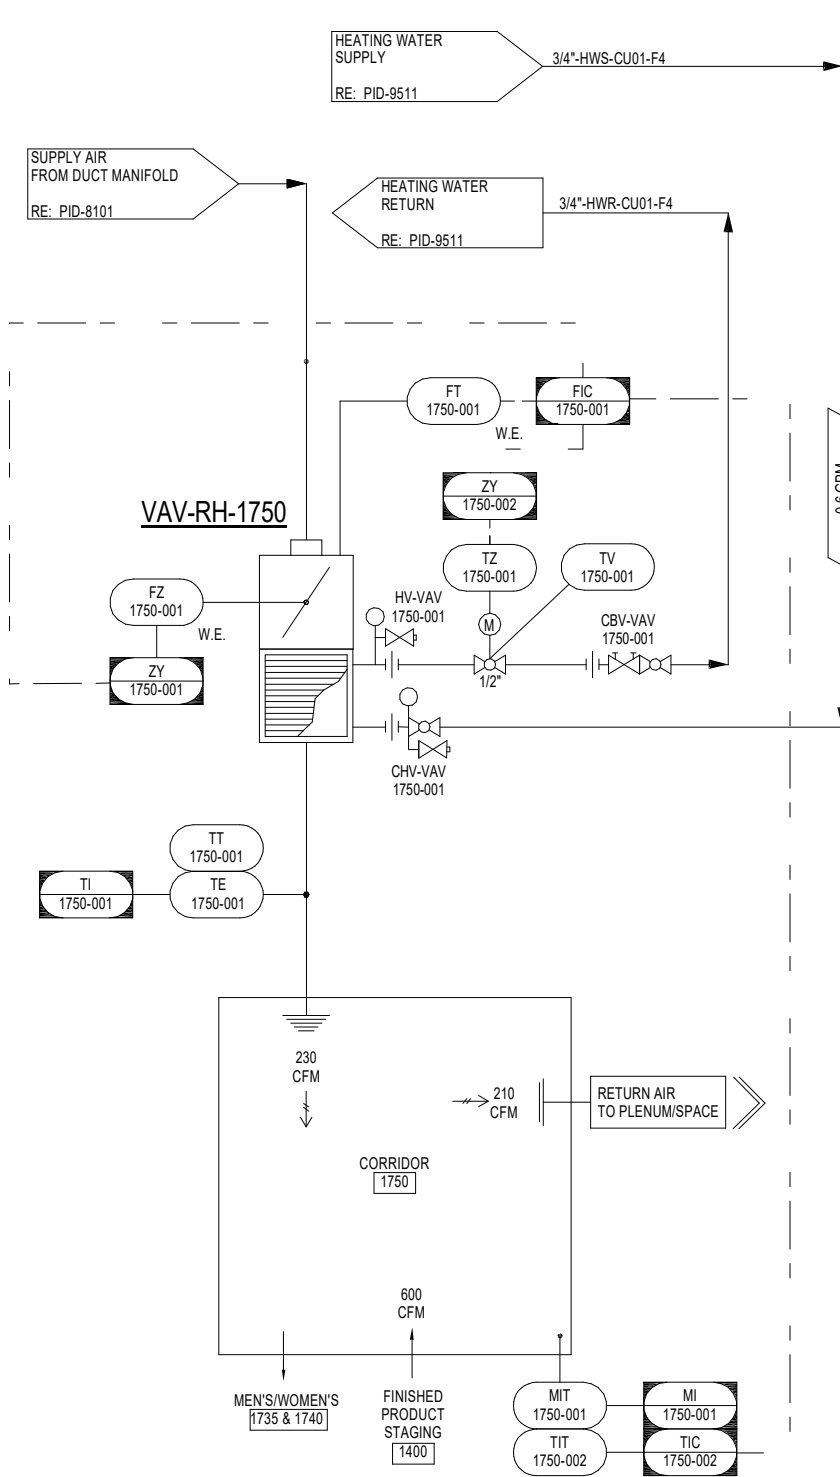 HEATING WATER
SUPPLY
RE: PID-9511
3/4"-HWS-CU01-F4
SUPPLY AIR
FROM DUCT MANIFOLD
RE: PID-8101
HEATING WATER
RETURN
RE: PID-9511
3/4"-HWR-CU01-F4
FT
1750-001
FIC
1750-001
W.E.
ZY
1750-002
VAV-RH-1750
TZ
1750-001
TV
1750-001
FZ
1750-001
W.E.
HV-VAV
1750-001
M
CBV-VAV
1750-001
ZY
1750-001
1/2"
CHV-VAV
1750-001
TT
1750-001
TI
1750-001
TE
1750-001
230
CFM
210
CFM
RETURN AIR
TO PLENUM/SPACE
CORRIDOR
1750
600
CFM
MEN'S/WOMEN'S
1735 & 1740
FINISHED
PRODUCT
STAGING
1400
MIT
1750-001
MI
1750-001
TIT
1750-002
TIC
1750-002